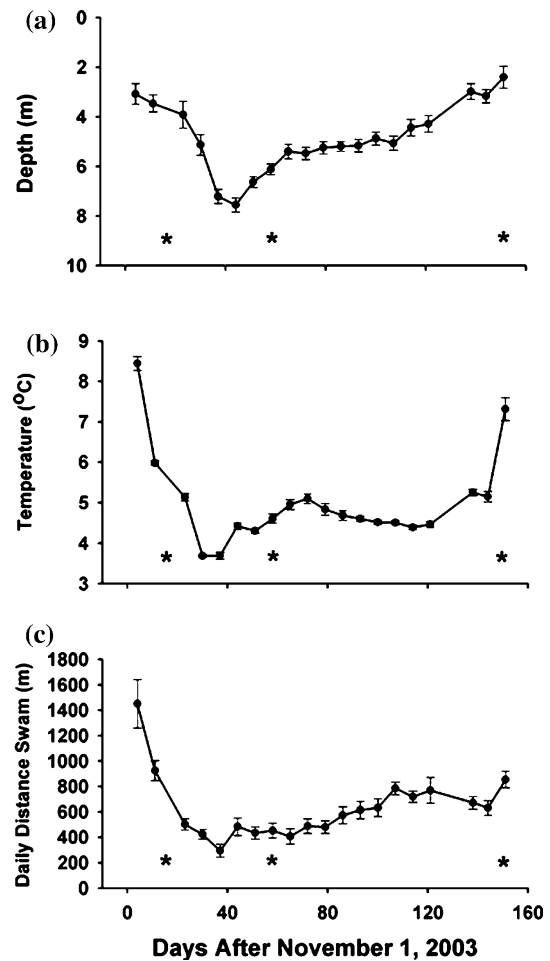 (a)
0
2
4
6
8
10
Depth (m)
* * *
(b)
9
8
7
6
5
4
3
Temperature (°C)
* * *
(c)
1800
1600
1400
1200
1000
800
600
400
200
0
Daily Distance Swam (m)
* * *
0 40 80 120 160
Days After November 1, 2003